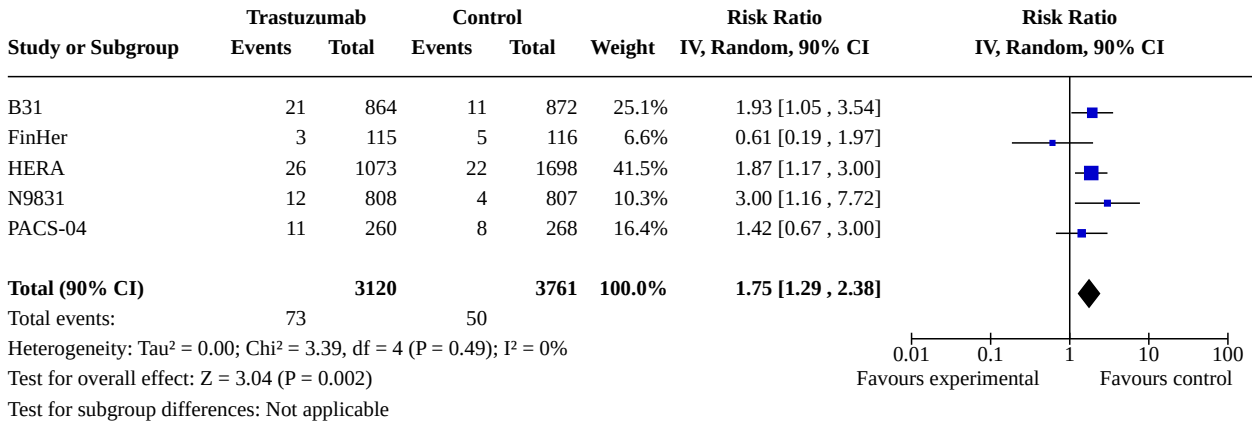 Trastuzumab Control Risk Ratio Risk Ratio
Study or Subgroup Events Total Events Total Weight IV, Random, 90% CI IV, Random, 90% CI
B31 21 864 11 872 25.1% 1.93 [1.05 , 3.54]
FinHer 3 115 5 116 6.6% 0.61 [0.19 , 1.97]
HERA 26 1073 22 1698 41.5% 1.87 [1.17 , 3.00]
N9831 12 808 4 807 10.3% 3.00 [1.16 , 7.72]
PACS-04 11 260 8 268 16.4% 1.42 [0.67 , 3.00]
Total (90% CI) 3120 3761 100.0% 1.75 [1.29 , 2.38]
Total events: 73 50
Heterogeneity: Tau² = 0.00; Chi² = 3.39, df = 4 (P = 0.49); I² = 0%
0.01 0.1 1 10 100
Test for overall effect: Z = 3.04 (P = 0.002) Favours experimental Favours control
Test for subgroup differences: Not applicable